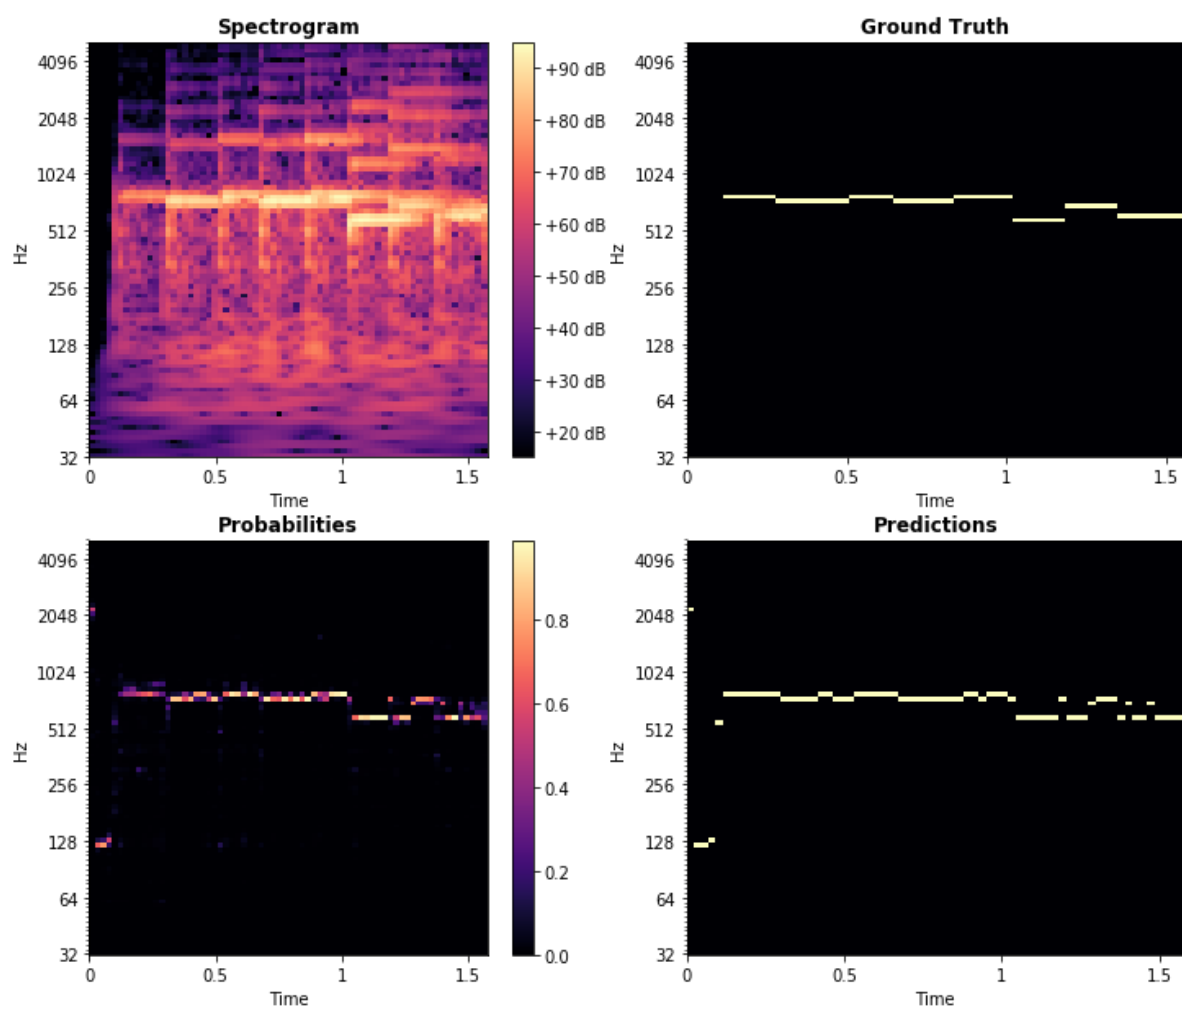 Spectrogram
Ground Truth
4096
2048
1024
512
256
128
64
32
Hz
0 0.5 1 1.5
Time
+90 dB
+80 dB
+70 dB
+60 dB
+50 dB
+40 dB
+30 dB
+20 dB
4096
2048
1024
512
256
128
64
32
Hz
0 0.5 1 1.5
Time
Probabilities
Predictions
4096
2048
1024
512
256
128
64
32
Hz
0 0.5 1 1.5
Time
0.8
0.6
0.4
0.2
0.0
4096
2048
1024
512
256
128
64
32
Hz
0 0.5 1 1.5
Time